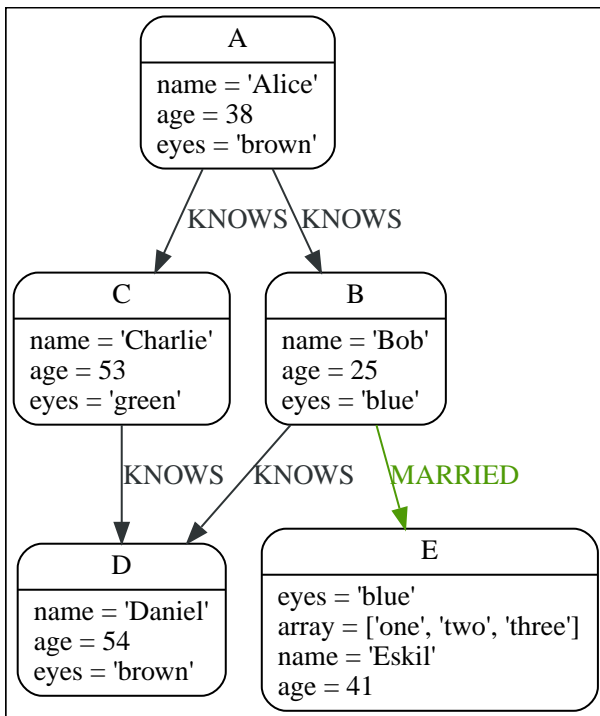 A
name = 'Alice'
age = 38
eyes = 'brown'
KNOWS KNOWS
C
name = 'Charlie'
age = 53
eyes = 'green'
B
name = 'Bob'
age = 25
eyes = 'blue'
KNOWS KNOWS MARRIED
D
name = 'Daniel'
age = 54
eyes = 'brown'
E
eyes = 'blue'
array = ['one', 'two', 'three']
name = 'Eskil'
age = 41